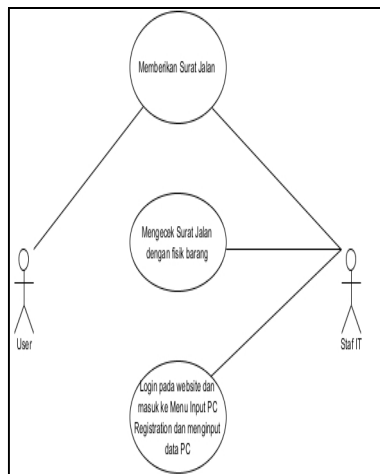 Memberikan Surat Jalan
Mengecek Surat Jalan
dengan fisik barang
User
Staf IT
Login pada website dan
masuk ke Menu Input PC
Registration dan menginput
data PC